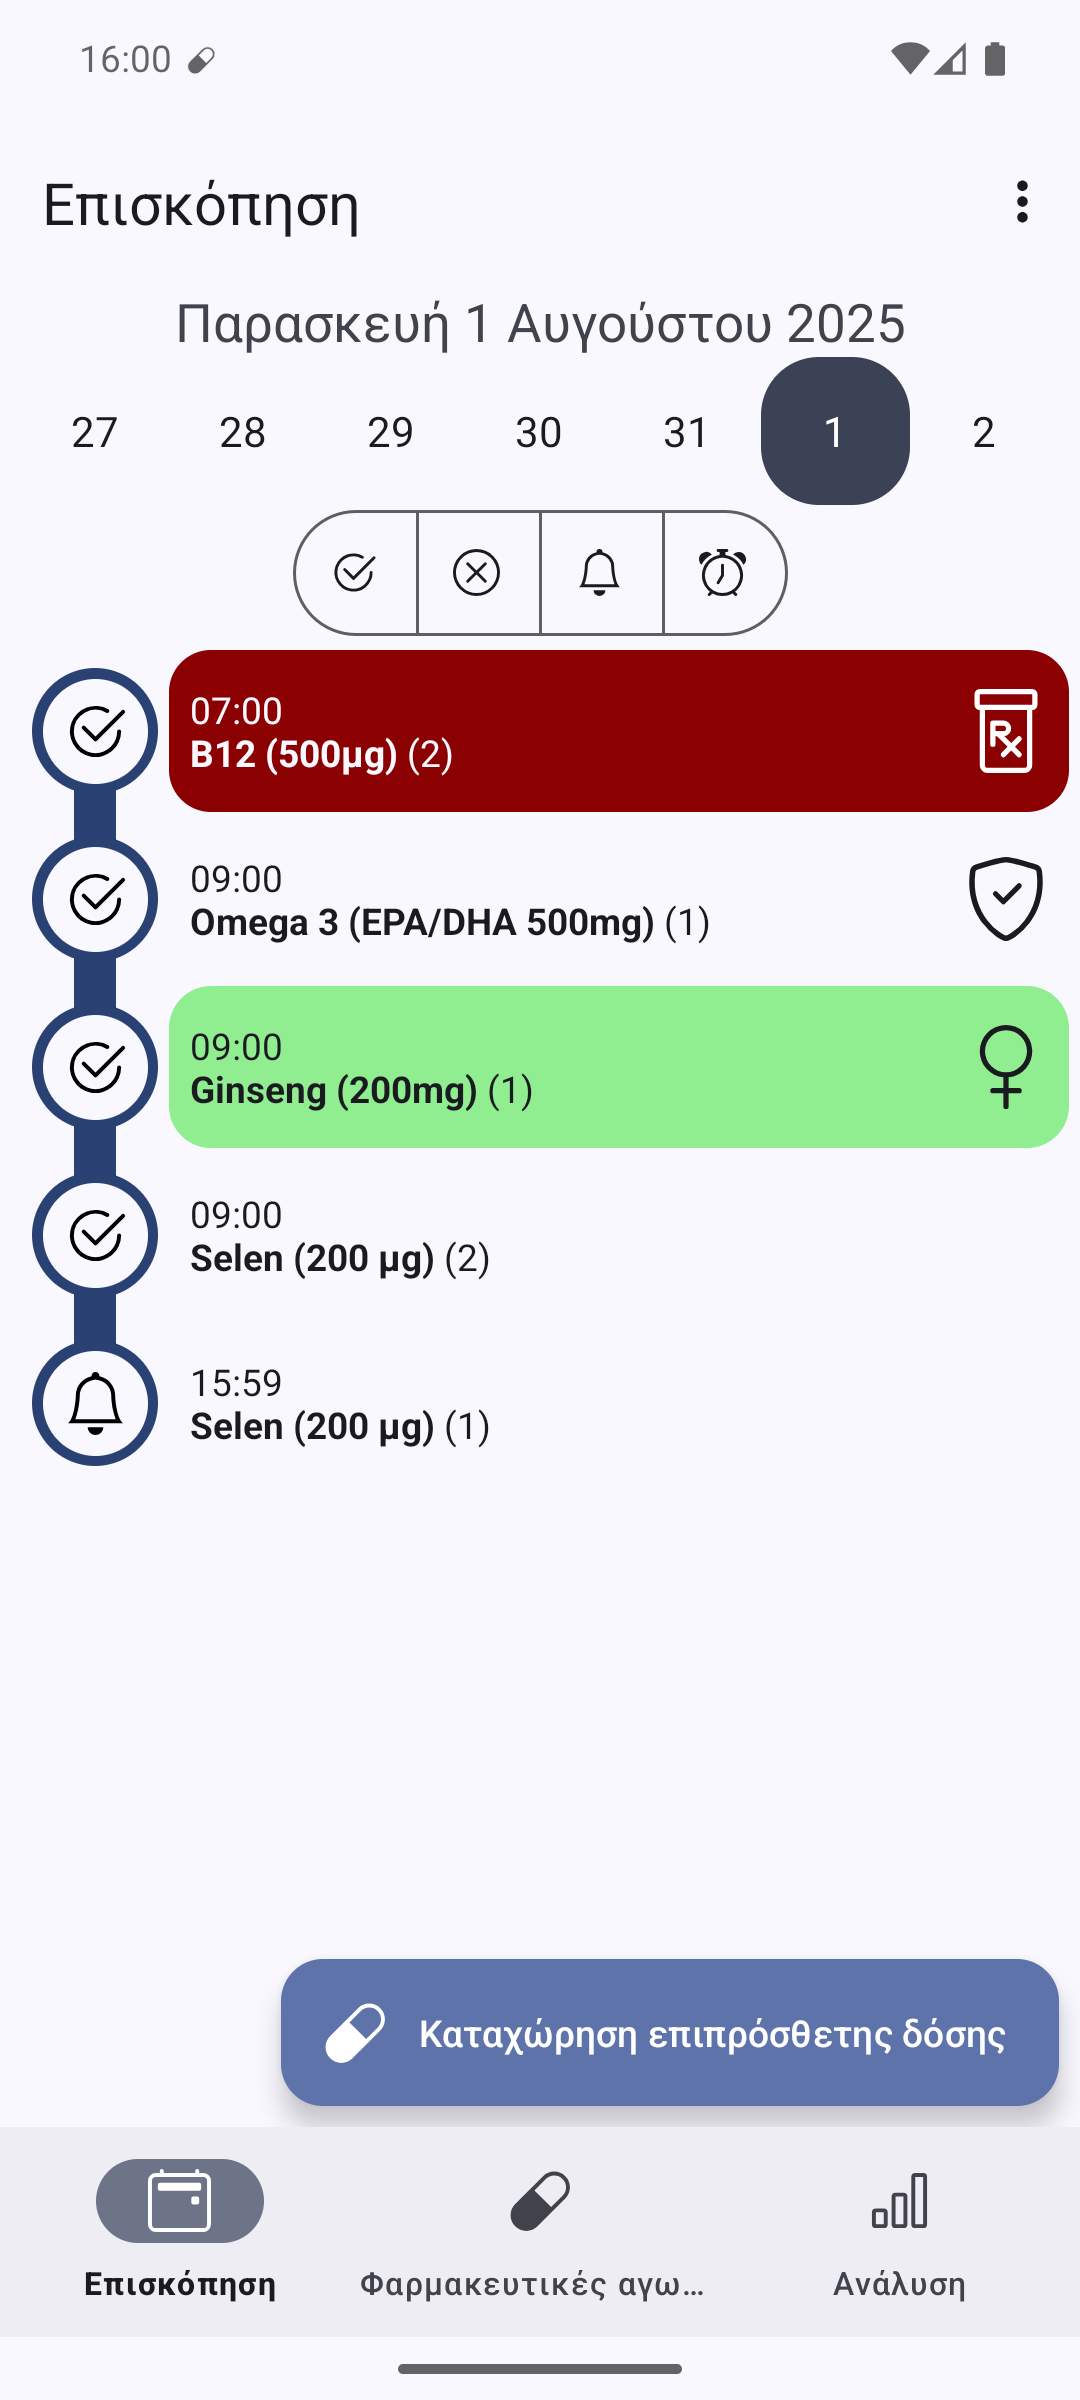 16:00
Επισκόπηση
Παρασκευή 1 Αυγούστου 2025
27 28 29 30 31 1 2
07:00
B12 (500µg) (2)
09:00
Omega 3 (EPA/DHA 500mg) (1)
09:00
Ginseng (200mg) (1)
09:00
Selen (200 µg) (2)
15:59
Selen (200 µg) (1)
Καταχώρηση επιπρόσθετης δόσης
Επισκόπηση Φαρμακευτικές αγω… Ανάλυση